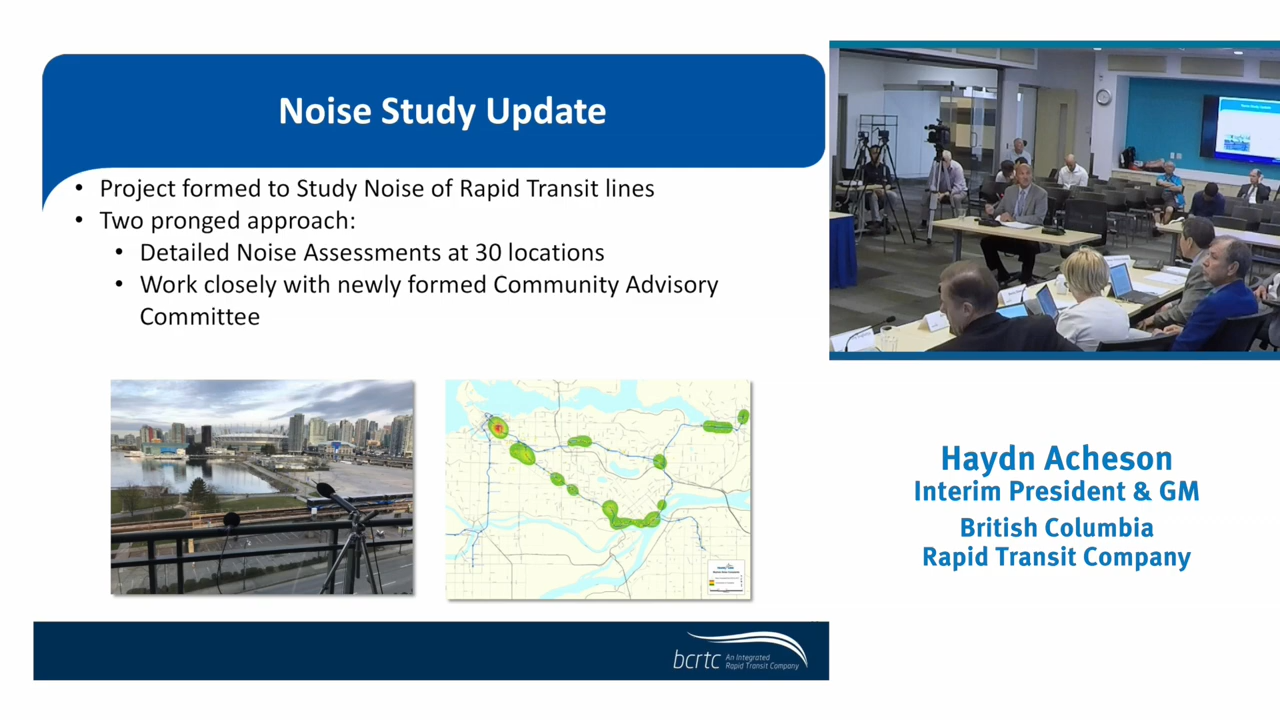 Noise Study Update
• Project formed to Study Noise of Rapid Transit lines
• Two pronged approach:
• Detailed Noise Assessments at 30 locations
• Work closely with newly formed Community Advisory
Committee
bcrtc
An Integrated
Rapid Transit Company
Haydn Acheson
Interim President & GM
British Columbia
Rapid Transit Company